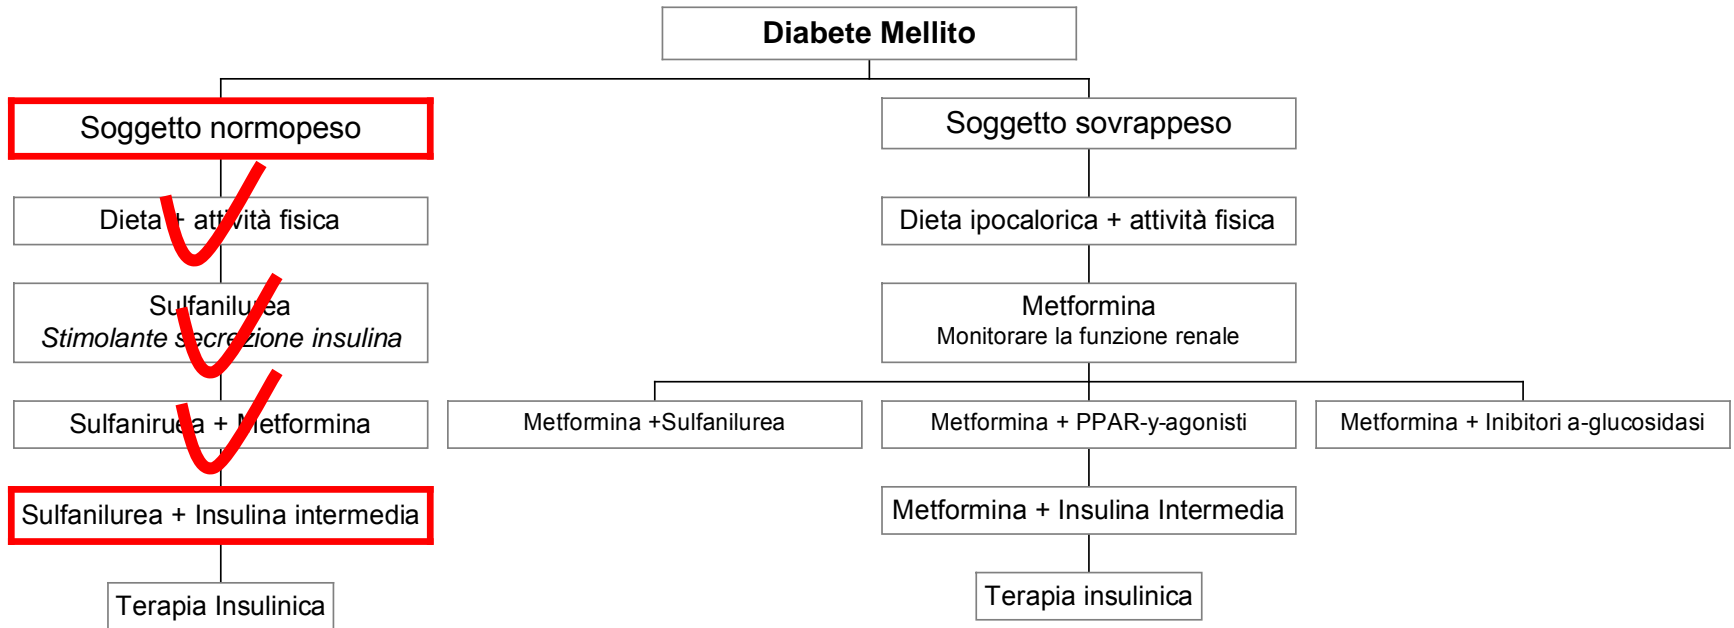 Diabete Mellito
Soggetto normopeso
Soggetto sovrappeso
Dieta + attività fisica
Dieta ipocalorica + attività fisica
Sulfanilurea
Stimolante secrezione insulina
Metformina
Monitorare la funzione renale
Sulfaniruea + Metformina
Metformina +Sulfanilurea
Metformina + PPAR-y-agonisti
Metformina + Inibitori a-glucosidasi
Sulfanilurea + Insulina intermedia
Metformina + Insulina Intermedia
Terapia Insulinica
Terapia insulinica